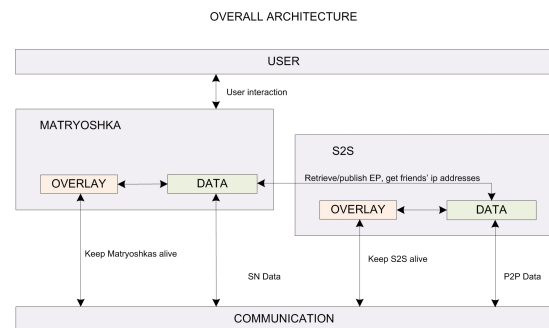 OVERALL ARCHITECTURE
USER
User interaction
MATRYOSHKA
S2S
OVERLAY
DATA
Retrieve/publish EP, get friends' ip addresses
OVERLAY
DATA
Keep Matryoshkas alive
SN Data
Keep S2S alive
P2P Data
COMMUNICATION